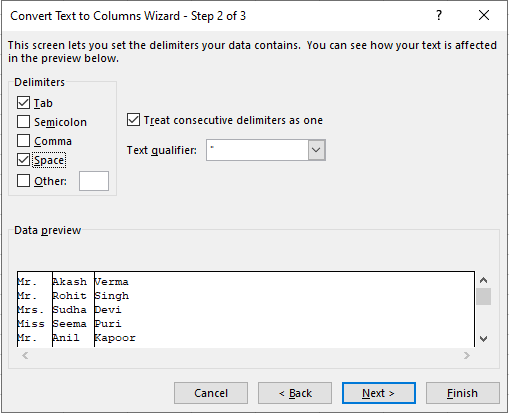 Convert Text to Columns Wizard - Step 2 of 3
This screen lets you set the delimiters your data contains. You can see how your text is affected
in the preview below.
Delimiters
Tab
Semicolon
Comma
Space
Other:
Treat consecutive delimiters as one
Text qualifier: "
Data preview
Mr. Akash Verma
Mr. Rohit Singh
Mrs. Sudha Devi
Miss Seema Puri
Mr. Anil Kapoor
Cancel < Back Next > Finish